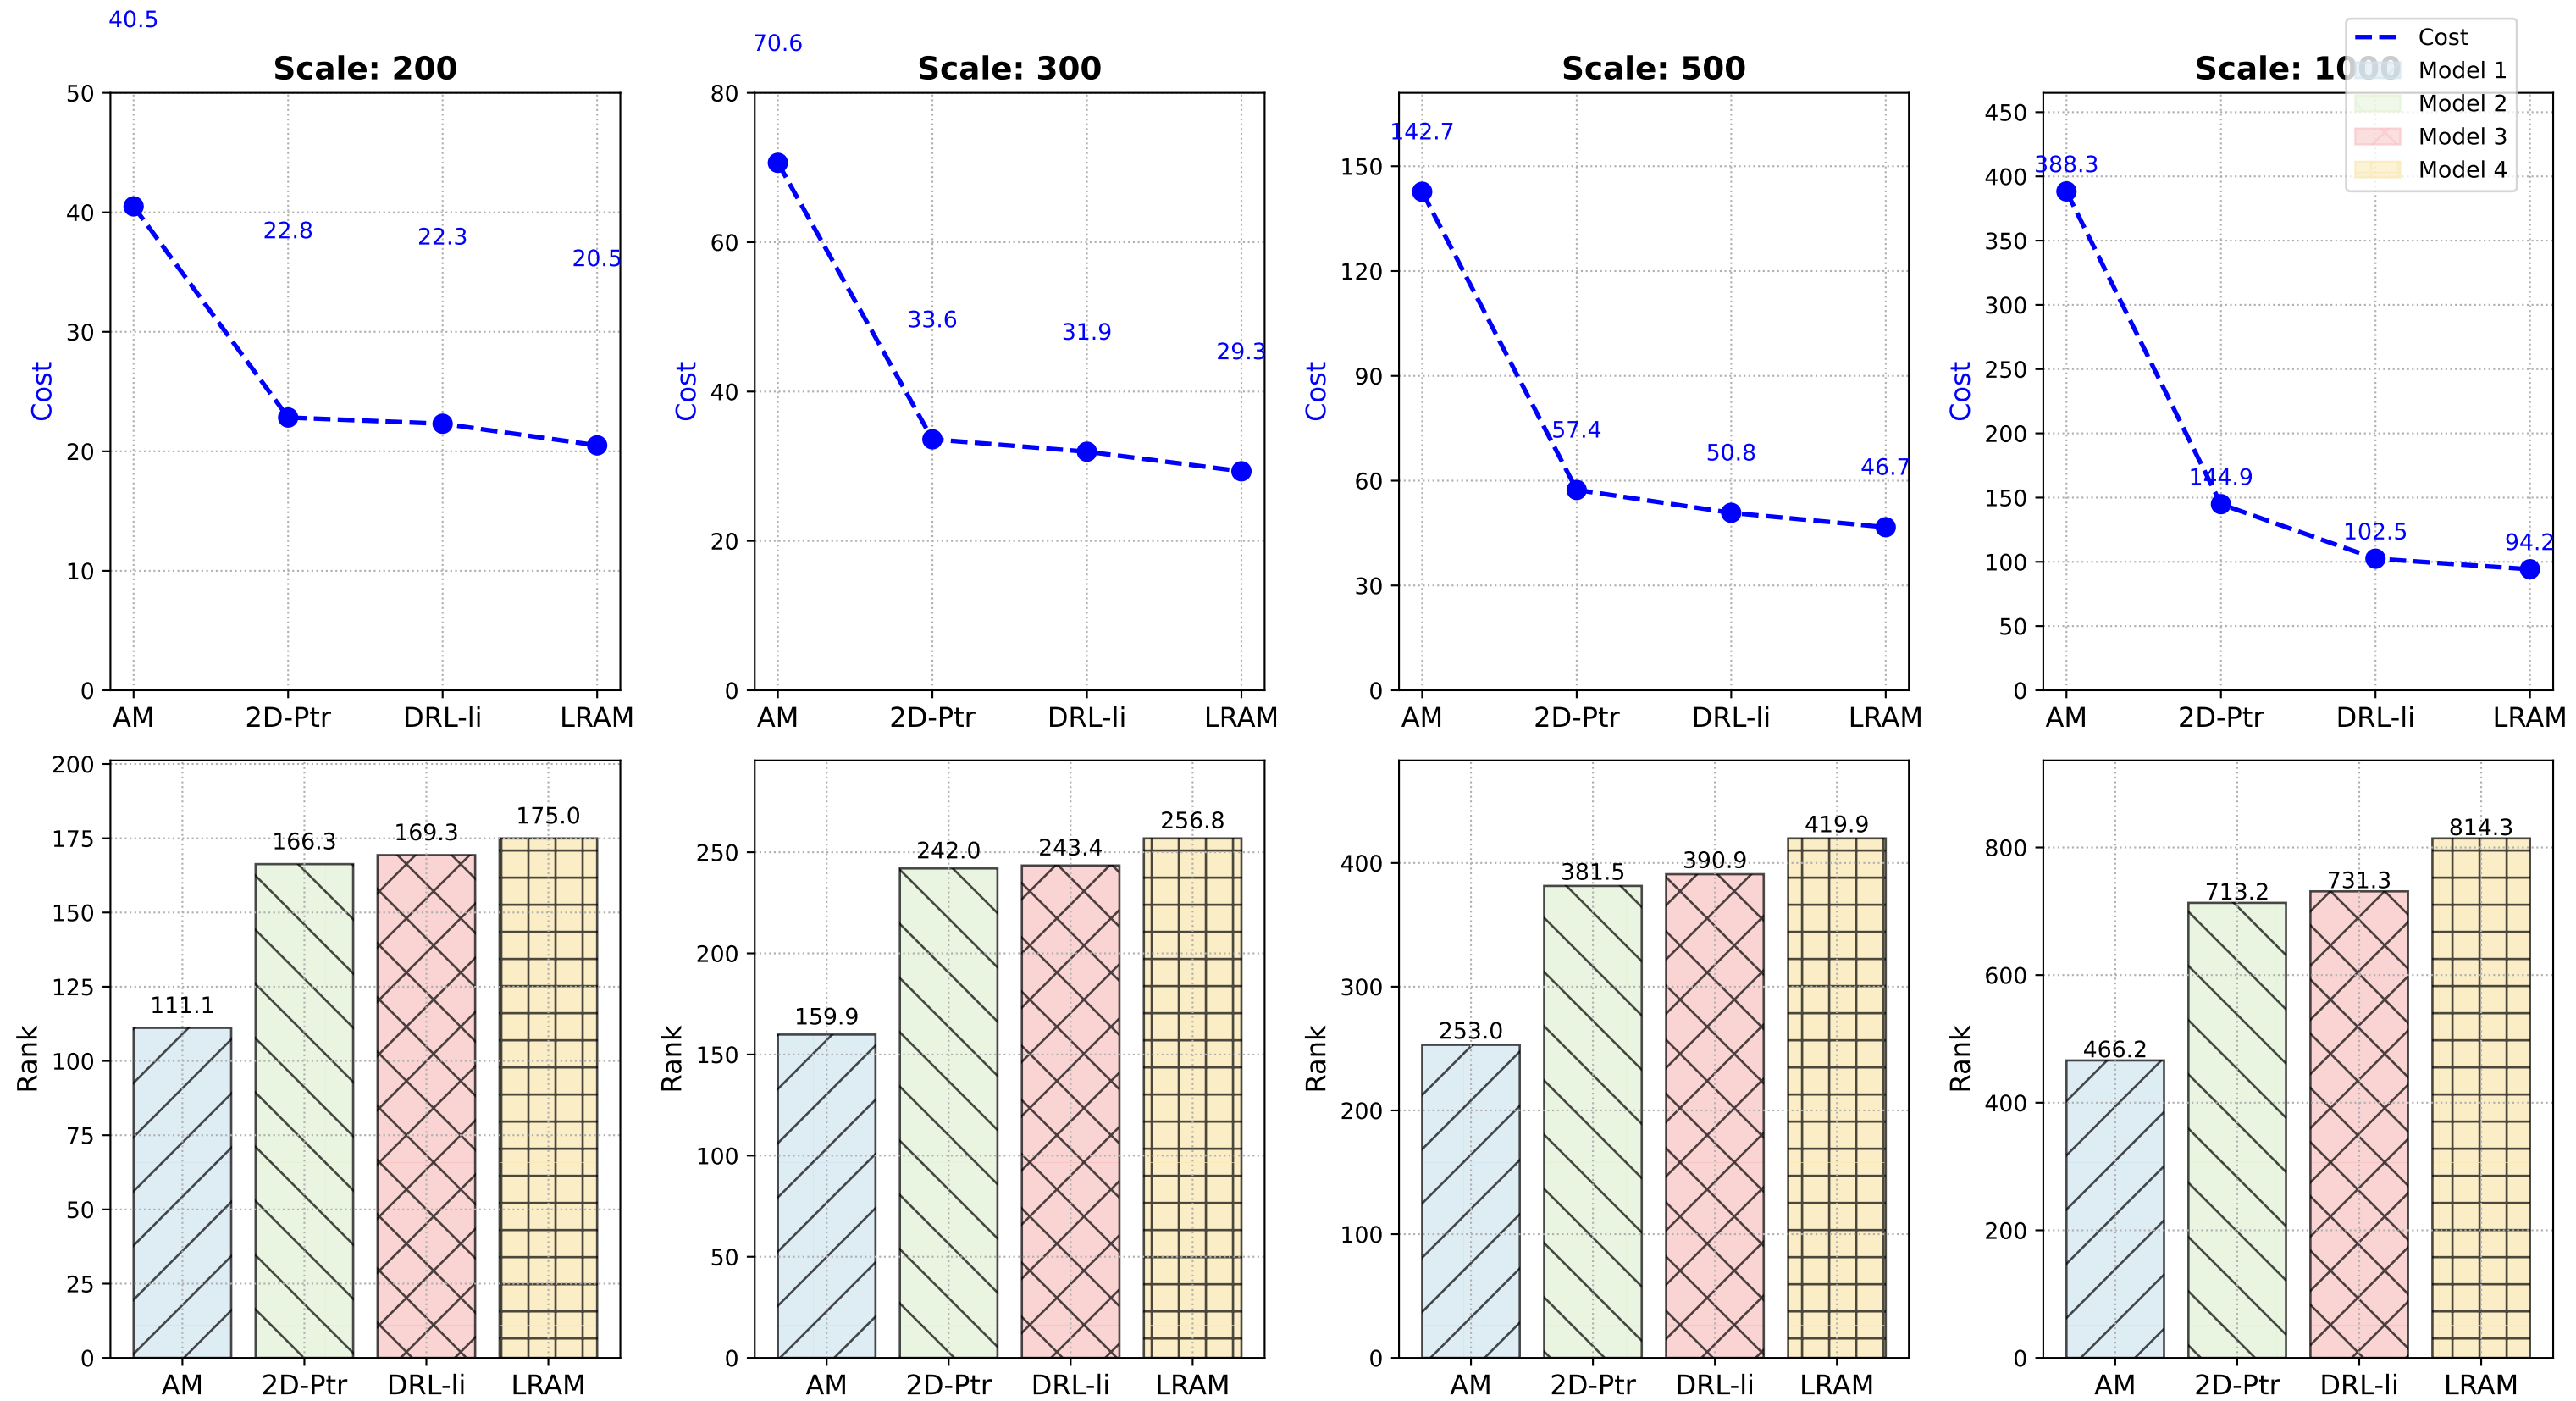 40.5
70.6
Scale: 200
Scale: 300
Scale: 500
Scale: 1000
Cost
Model 1
Model 2
Model 3
Model 4
50
40
30
20
10
0
Cost
22.8
22.3
20.5
AM
2D-Ptr
DRL-li
LRAM
80
60
40
20
0
Cost
33.6
31.9
29.3
AM
2D-Ptr
DRL-li
LRAM
150
120
90
60
30
0
Cost
142.7
57.4
50.8
46.7
AM
2D-Ptr
DRL-li
LRAM
450
400
350
300
250
200
150
100
50
0
Cost
388.3
144.9
102.5
94.2
AM
2D-Ptr
DRL-li
LRAM
200
175
150
125
100
75
50
25
0
Rank
111.1
166.3
169.3
175.0
AM
2D-Ptr
DRL-li
LRAM
250
200
150
100
50
0
Rank
159.9
242.0
243.4
256.8
AM
2D-Ptr
DRL-li
LRAM
400
300
200
100
0
Rank
253.0
381.5
390.9
419.9
AM
2D-Ptr
DRL-li
LRAM
800
600
400
200
0
Rank
466.2
713.2
731.3
814.3
AM
2D-Ptr
DRL-li
LRAM